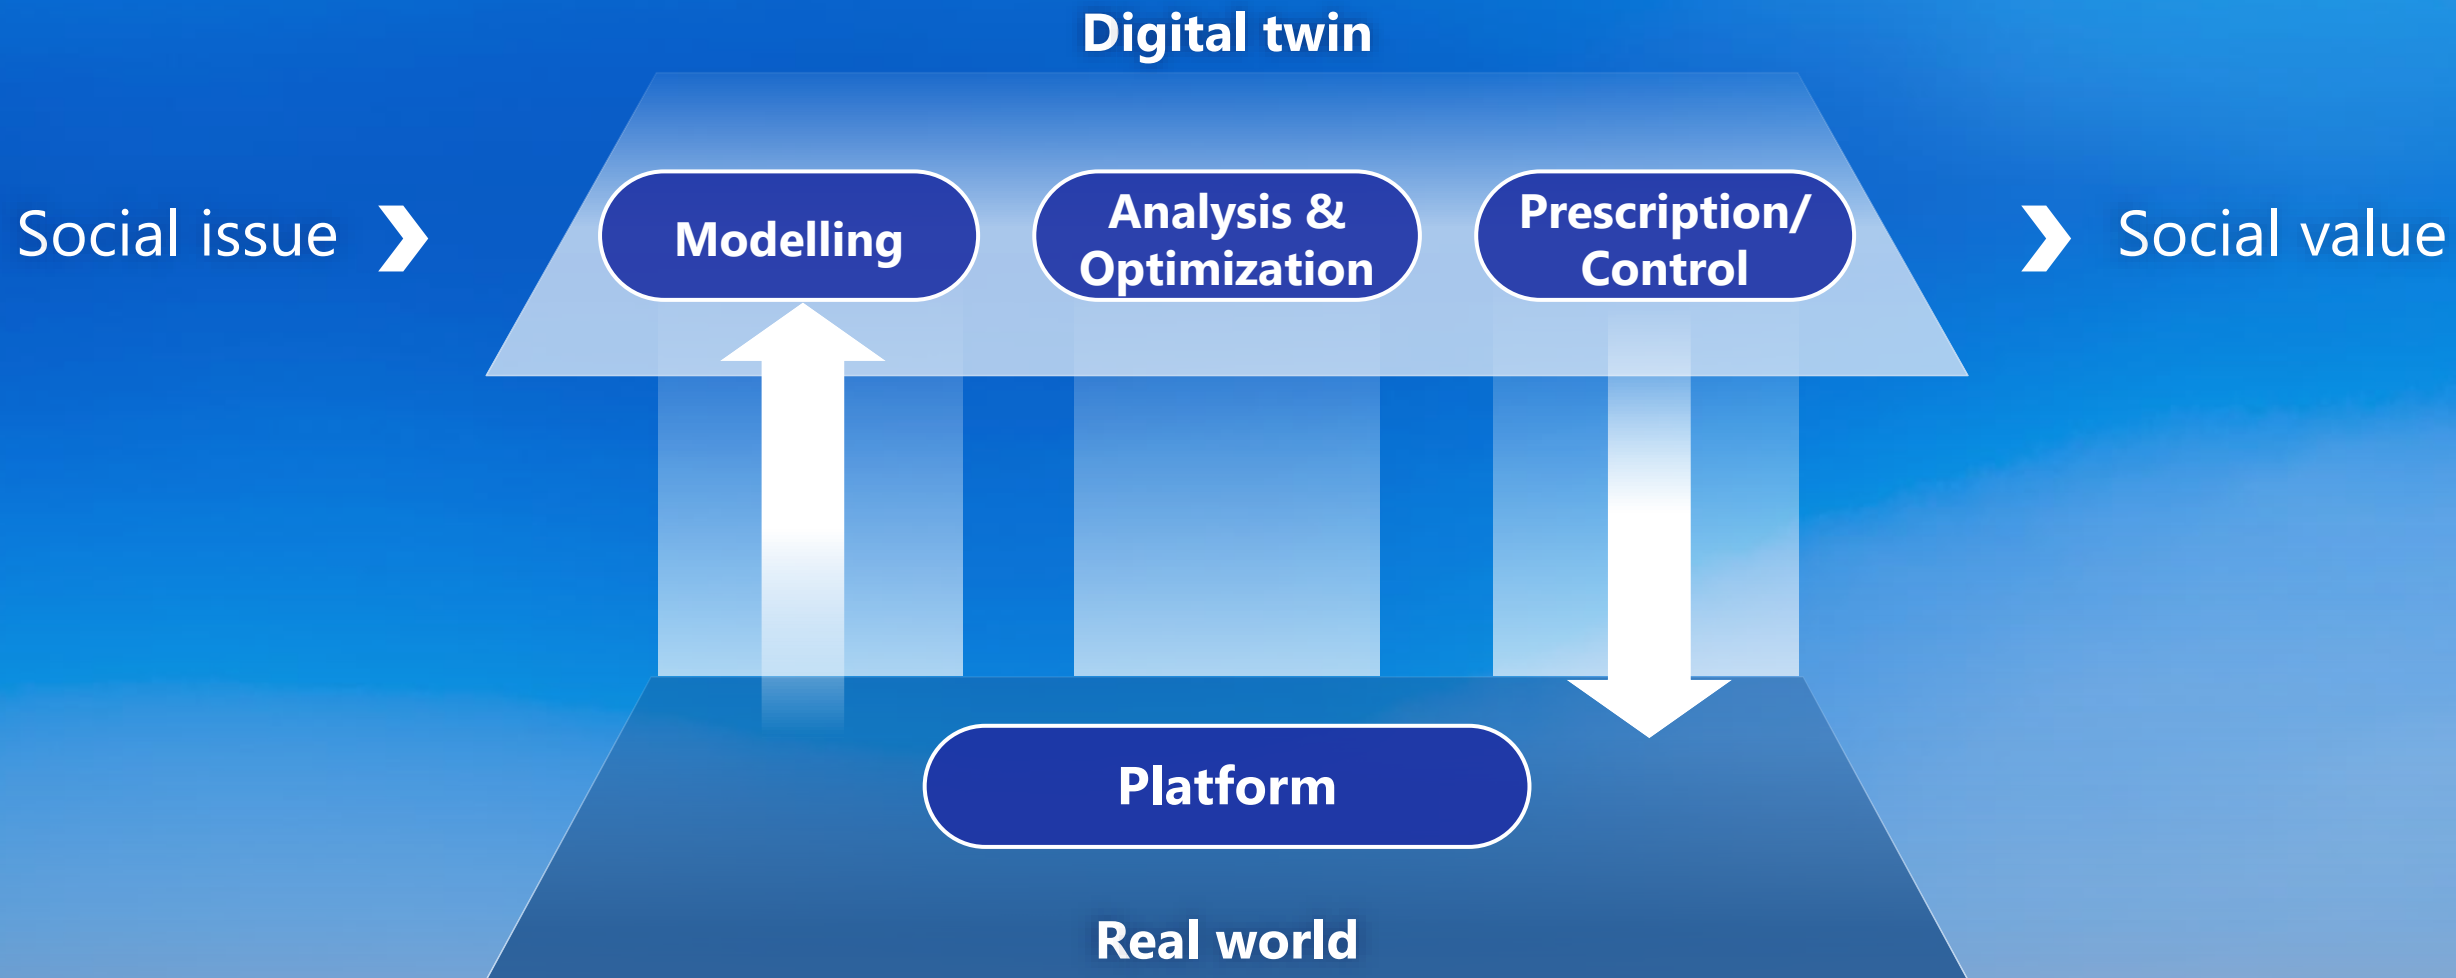 Digital twin
Social issue
Modelling
Analysis &
Optimization
Prescription/
Control
Social value
Platform
Real world